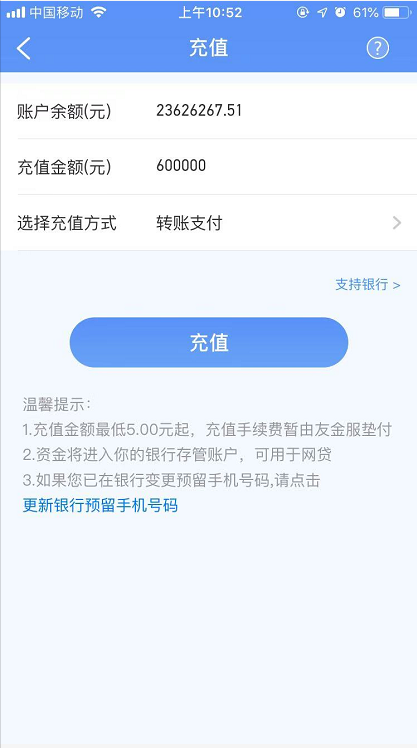 中国移动 上午10:52 61%
充值 ?
账户余额(元) 23626267.51
充值金额(元) 600000
选择充值方式 转账支付
支持银行 >
充值
温馨提示：
1.充值金额最低5.00元起，充值手续费暂由友金服垫付
2.资金将进入你的银行存管账户，可用于网贷
3.如果您已在银行变更预留手机号码,请点击
更新银行预留手机号码